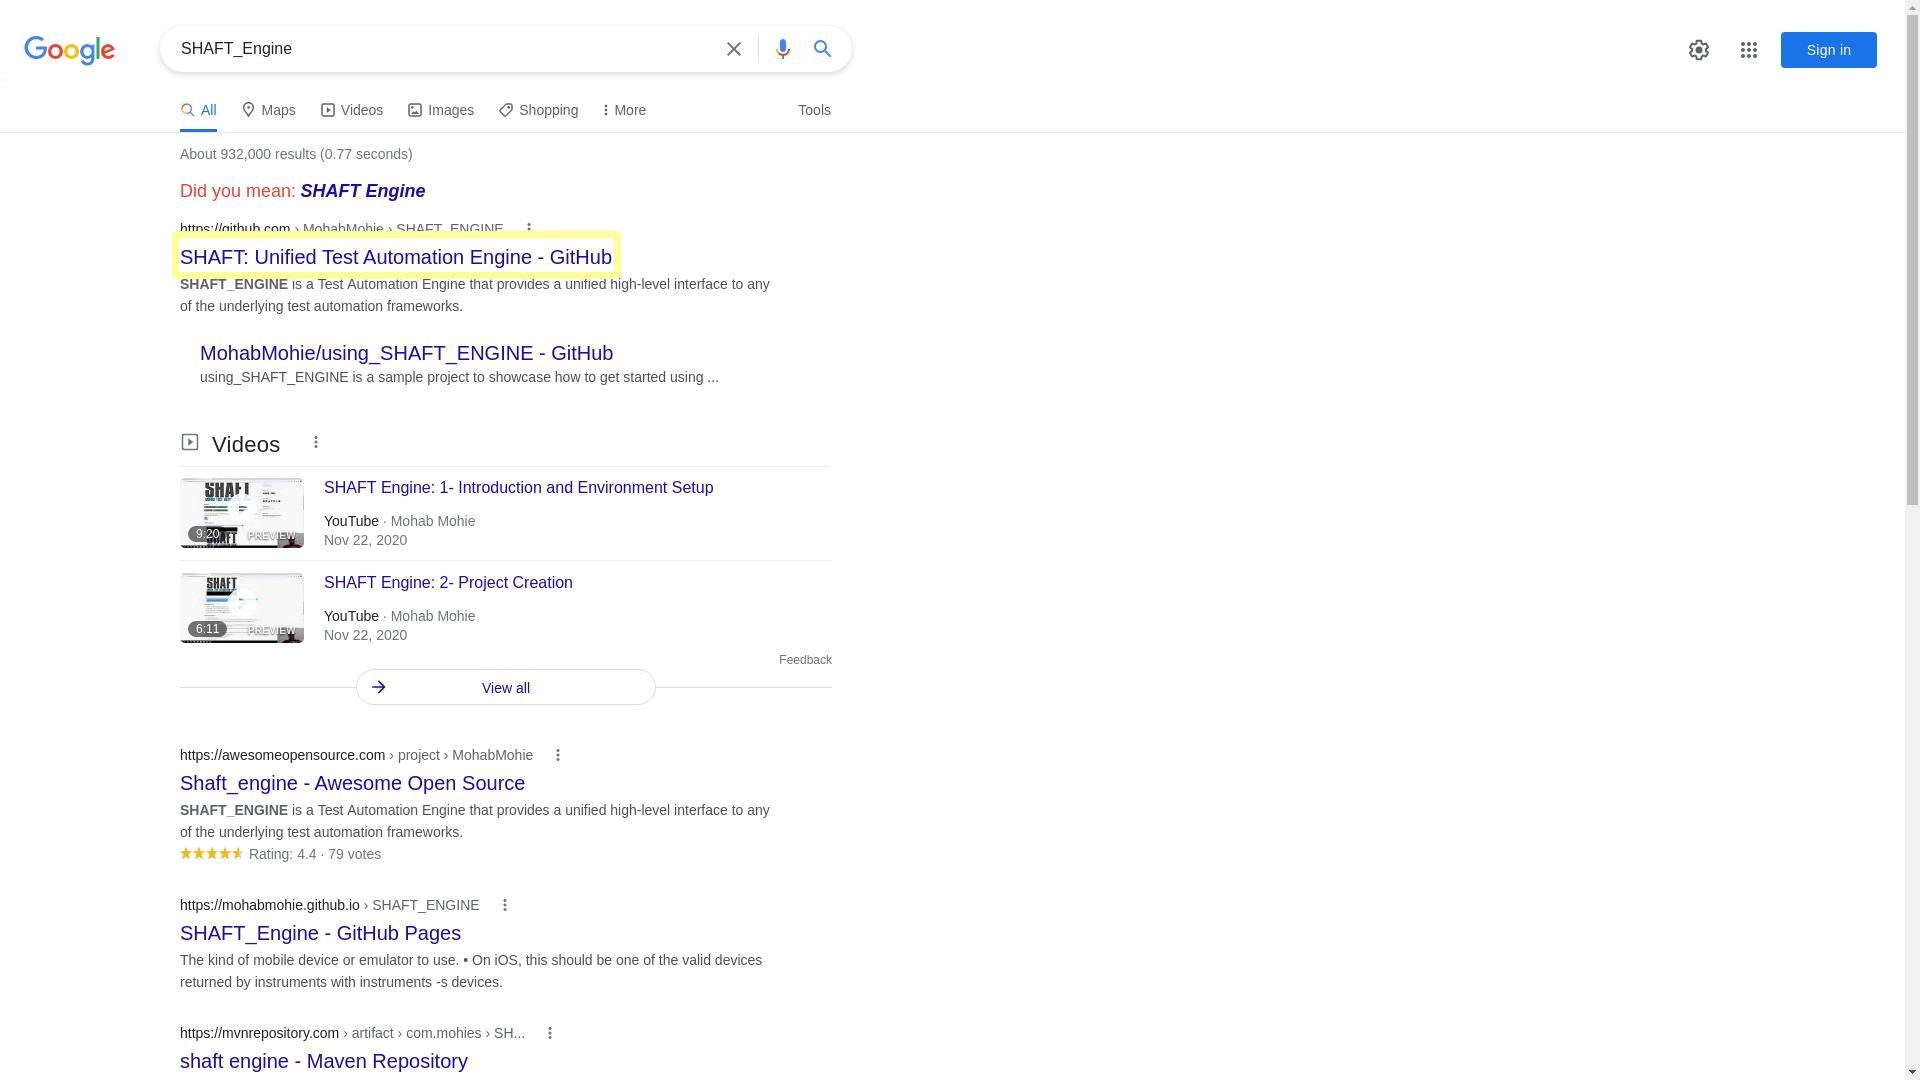 Google
SHAFT_Engine
Sign in
All
Maps
Videos
Images
Shopping
More
Tools
About 932,000 results (0.77 seconds)
Did you mean: SHAFT Engine
https://github.com › MohabMohie › SHAFT_ENGINE
SHAFT: Unified Test Automation Engine - GitHub
SHAFT_ENGINE is a Test Automation Engine that provides a unified high-level interface to any
of the underlying test automation frameworks.
MohabMohie/using_SHAFT_ENGINE - GitHub
using_SHAFT_ENGINE is a sample project to showcase how to get started using ...
Videos
SHAFT
9:20
PREVIEW
SHAFT Engine: 1- Introduction and Environment Setup
YouTube · Mohab Mohie
Nov 22, 2020
SHAFT
6:11
PREVIEW
SHAFT Engine: 2- Project Creation
YouTube · Mohab Mohie
Nov 22, 2020
Feedback
View all
https://awesomeopensource.com › project › MohabMohie
Shaft_engine - Awesome Open Source
SHAFT_ENGINE is a Test Automation Engine that provides a unified high-level interface to any
of the underlying test automation frameworks.
Rating: 4.4 · 79 votes
https://mohabmohie.github.io › SHAFT_ENGINE
SHAFT_Engine - GitHub Pages
The kind of mobile device or emulator to use. • On iOS, this should be one of the valid devices
returned by instruments with instruments -s devices.
https://mvnrepository.com › artifact › com.mohies › SH...
shaft engine - Maven Repository